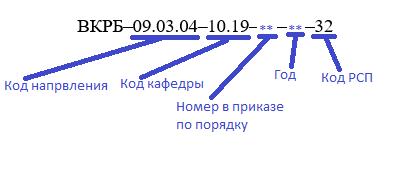 ВКРБ–09.03.04–10.19– ** – ** –32
Код напрвления
Код кафедры
Номер в приказе
по порядку
Год
Код РСП